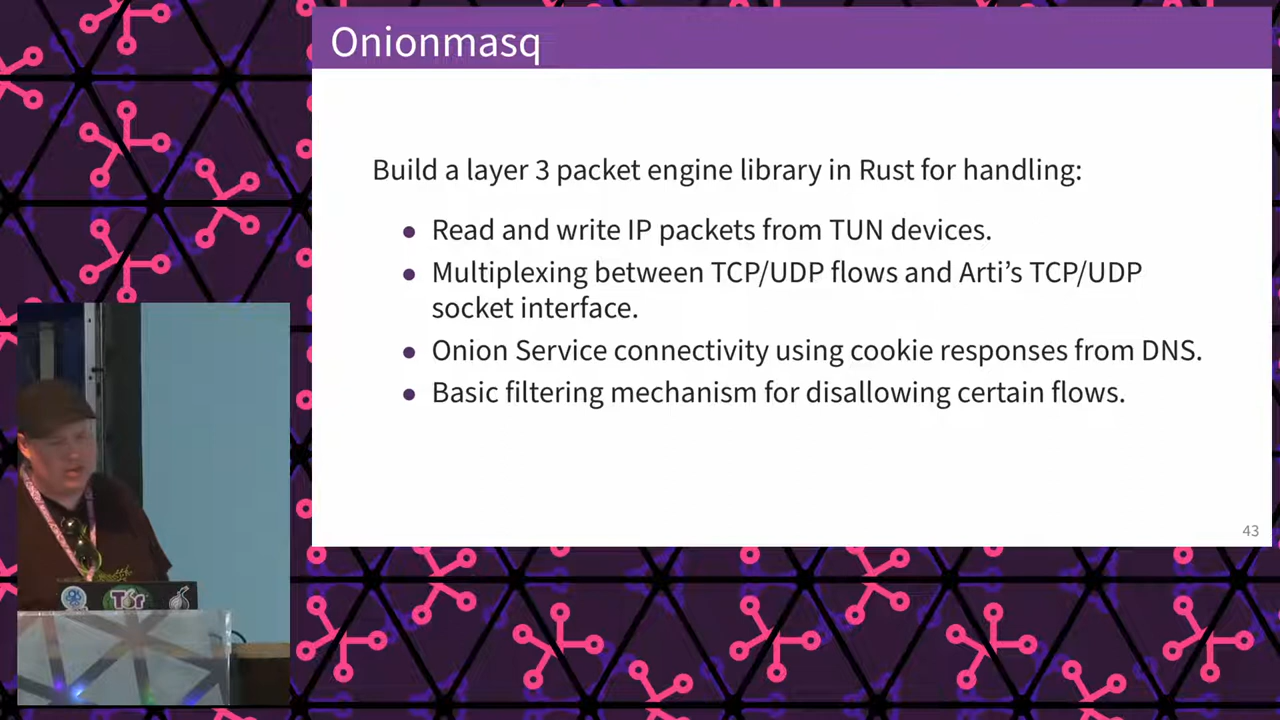 Onionmasq
Build a layer 3 packet engine library in Rust for handling:
● Read and write IP packets from TUN devices.
● Multiplexing between TCP/UDP flows and Arti’s TCP/UDP
socket interface.
● Onion Service connectivity using cookie responses from DNS.
● Basic filtering mechanism for disallowing certain flows.
43
Tor